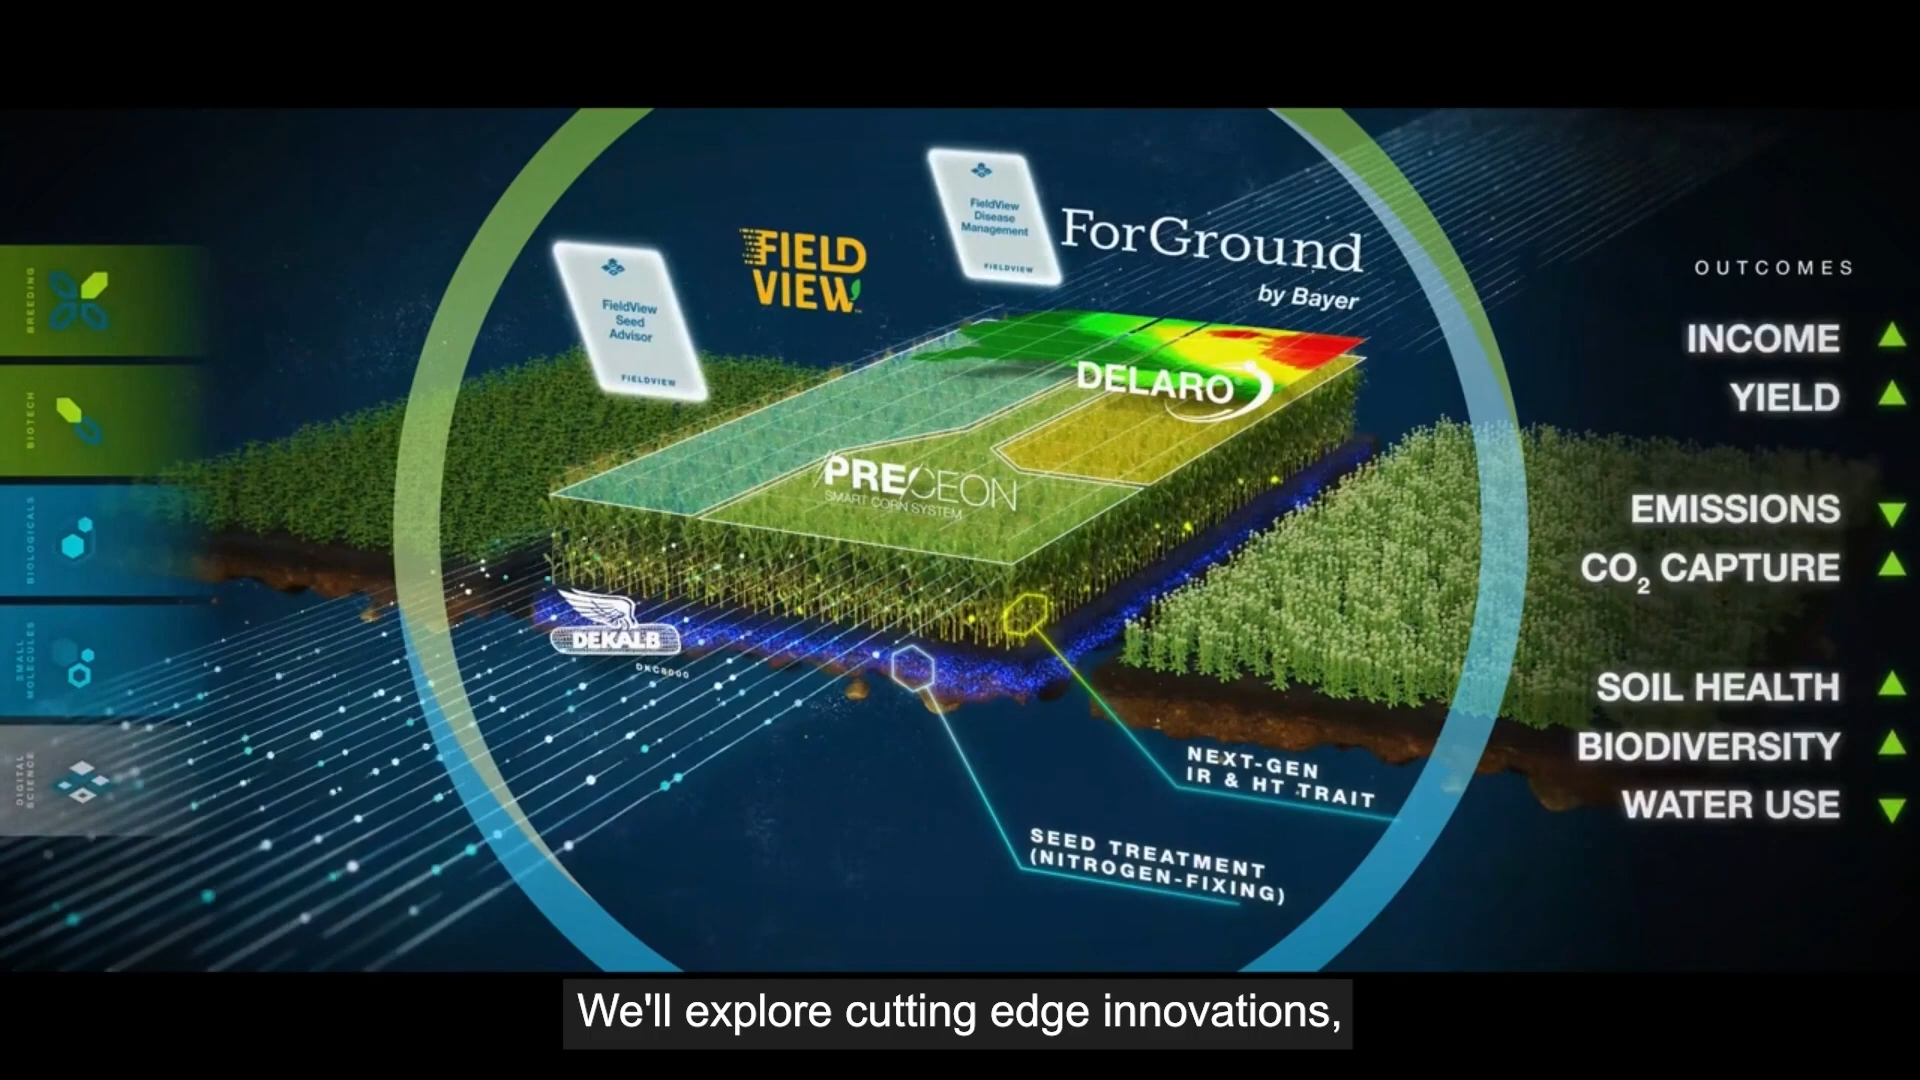 BREEDING
BIOTECH
BIOLOGICALS
SMALL
MOLECULES
DIGITAL
SCIENCE
FieldView
Seed
Advisor
FIELDVIEW
FIELD
VIEW
FieldView
Disease
Management
FIELDVIEW
ForGround
by Bayer
DELARO
PRECEON
SMART CORN SYSTEM
DEKALB
DKC8000
NEXT-GEN
IR & HT TRAIT
SEED TREATMENT
(NITROGEN-FIXING)
OUTCOMES
INCOME
YIELD
EMISSIONS
CO₂ CAPTURE
SOIL HEALTH
BIODIVERSITY
WATER USE
We'll explore cutting edge innovations,